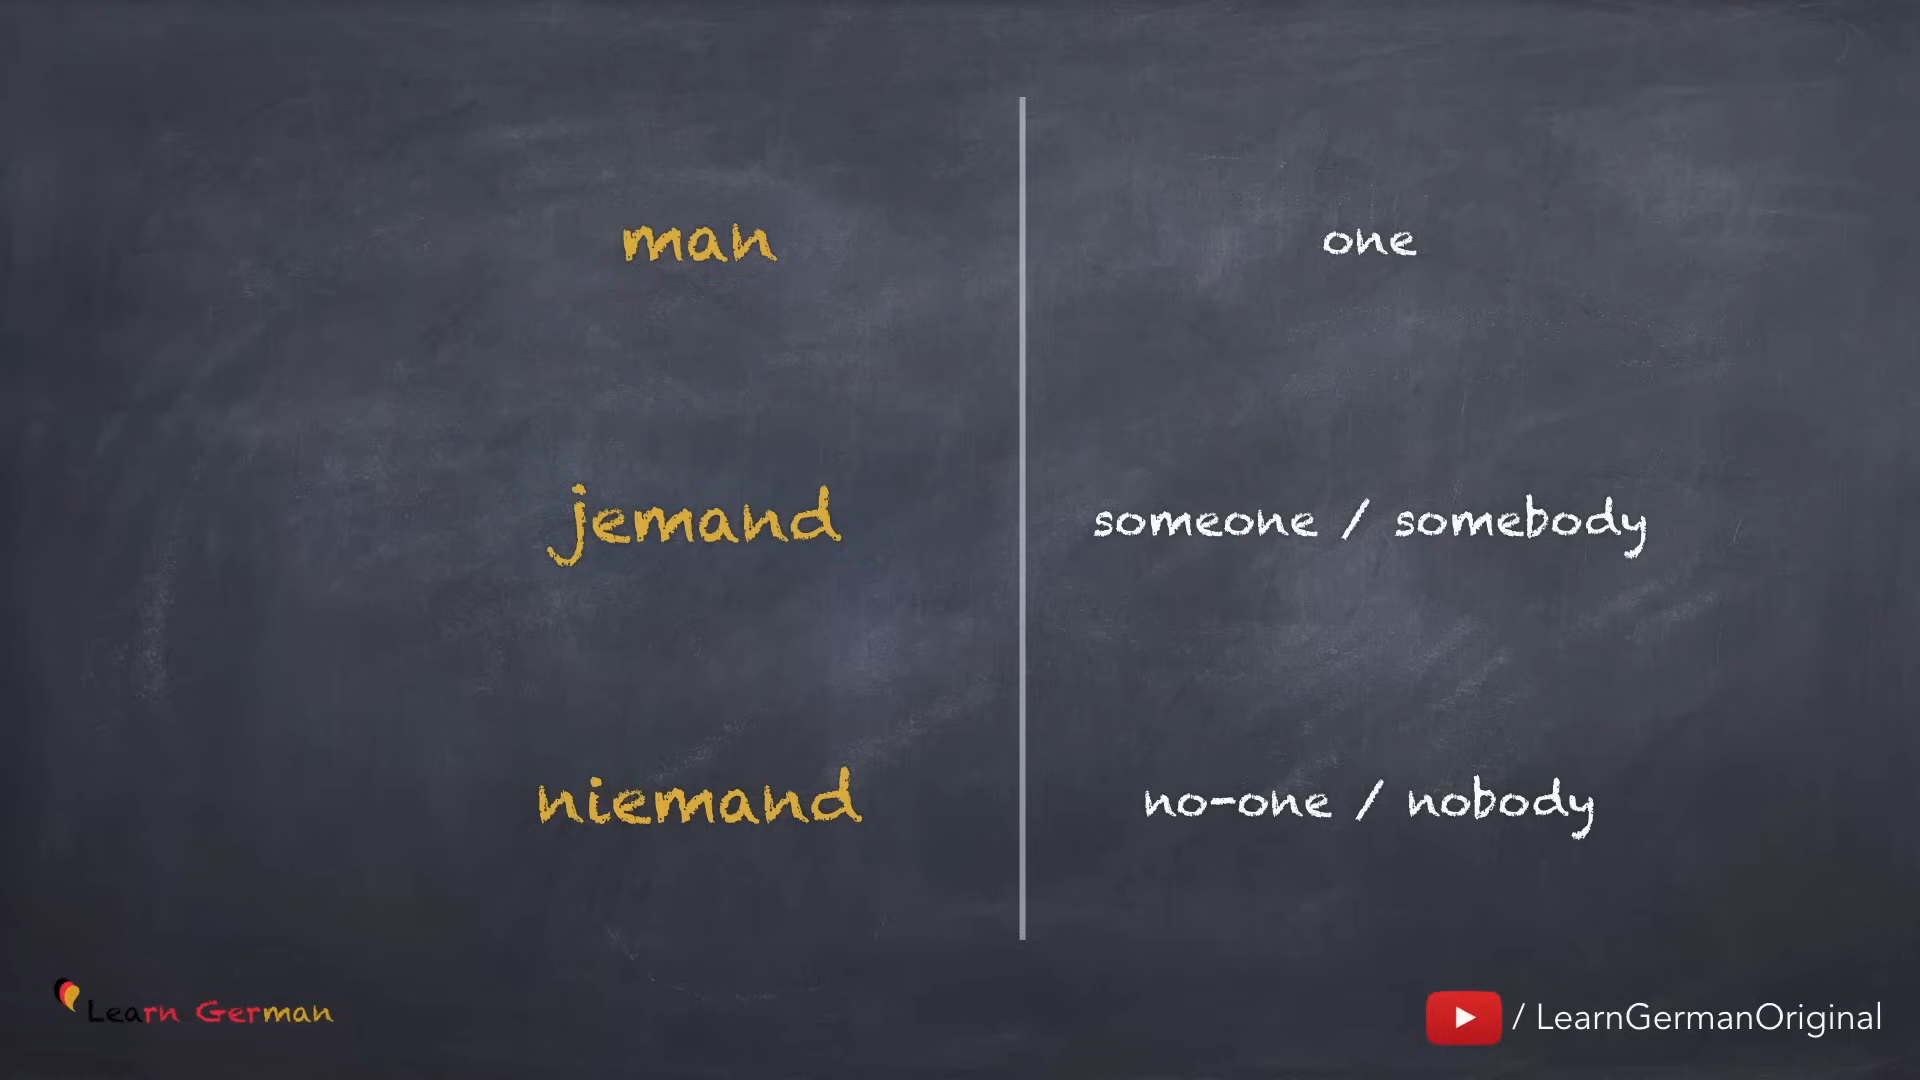 man one
jemand someone / somebody
niemand no-one / nobody
Learn German / LearnGermanOriginal